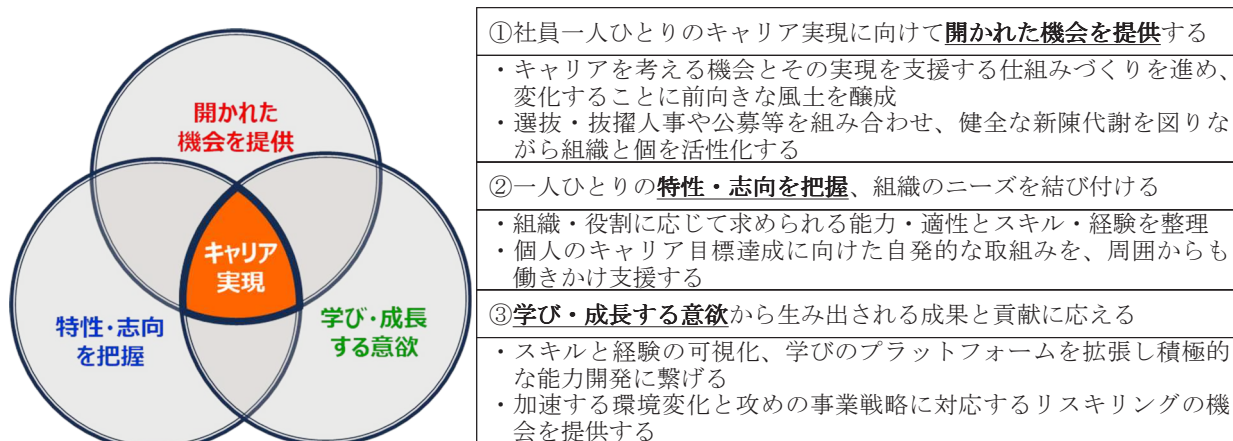 開かれた
機会を提供
キャリア
実現
特性・志向
を把握
学び・成長
する意欲
①社員一人ひとりのキャリア実現に向けて開かれた機会を提供する
・キャリアを考える機会とその実現を支援する仕組みづくりを進め、
変化することに前向きな風土を醸成
・選抜・抜擢人事や公募等を組み合わせ、健全な新陳代謝を図りな
がら組織と個を活性化する
②一人ひとりの特性・志向を把握、組織のニーズを結び付ける
・組織・役割に応じて求められる能力・適性とスキル・経験を整理
・個人のキャリア目標達成に向けた自発的な取組みを、周囲からも
働きかけ支援する
③学び・成長する意欲から生み出される成果と貢献に応える
・スキルと経験の可視化、学びのプラットフォームを拡張し積極的
な能力開発に繋げる
・加速する環境変化と攻めの事業戦略に対応するリスキリングの機
会を提供する